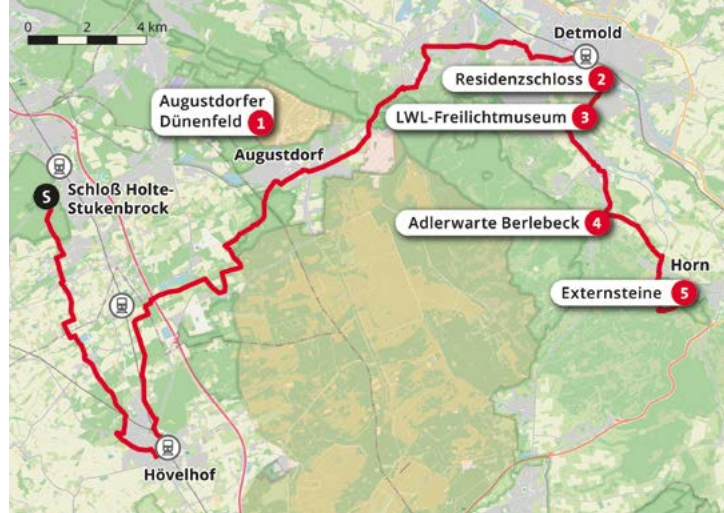 0 2 4 km
Detmold
Residenzschloss 2
Augustdorfer
Dünenfeld 1
LWL-Freilichtmuseum 3
Augustdorf
S Schloß Holte-
Stukenbrock
Adlerwarte Berlebeck 4
Horn
Externsteine 5
Hövelhof